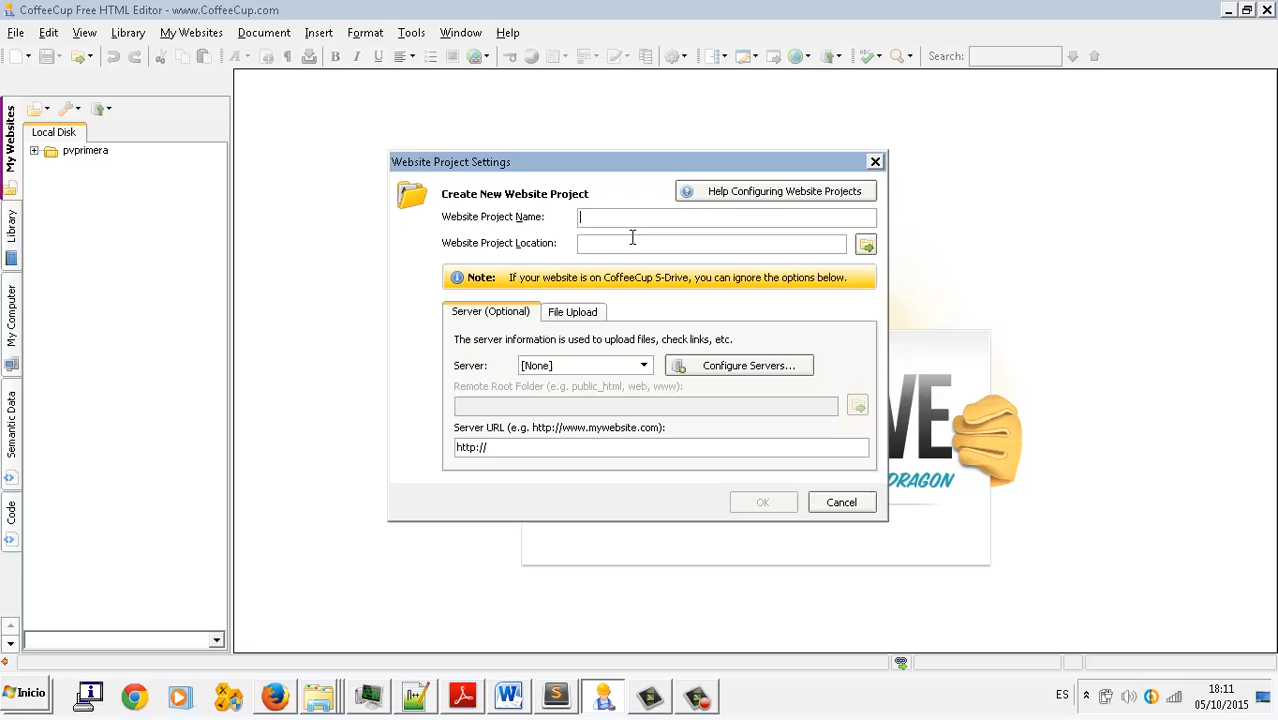 CoffeeCup Free HTML Editor - www.CoffeeCup.com
File Edit View Library My Websites Document Insert Format Tools Window Help
Search:
My Websites
Library
My Computer
Semantic Data
Code
Local Disk
pvprimera
Website Project Settings
Create New Website Project
Help Configuring Website Projects
Website Project Name:
Website Project Location:
Note: If your website is on CoffeeCup S-Drive, you can ignore the options below.
Server (Optional) File Upload
The server information is used to upload files, check links, etc.
Server: [None] Configure Servers...
Remote Root Folder (e.g. public_html, web, www):
Server URL (e.g. http://www.mywebsite.com):
http://
OK Cancel
VE
DRAGON
Inicio
ES
18:11
05/10/2015